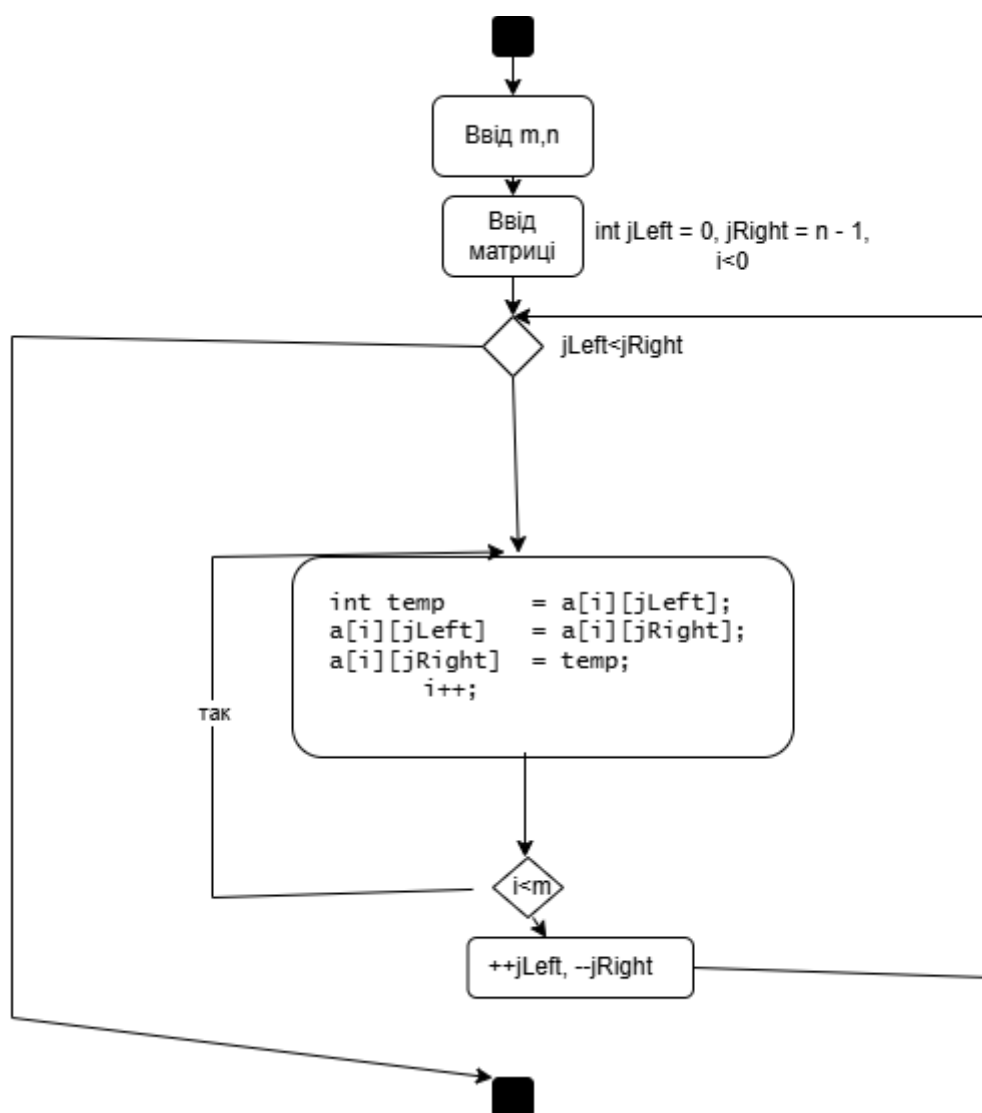 Ввід m,n
Ввід
матриці
int jLeft = 0, jRight = n - 1,
i<0
jLeft<jRight
int temp = a[i][jLeft];
a[i][jLeft] = a[i][jRight];
a[i][jRight] = temp;
i++;
так
i<m
++jLeft, --jRight